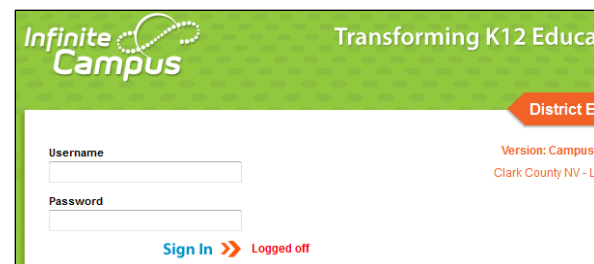 Infinite
Campus
Transforming K12 Educa
District E
Username
Version: Campus
Clark County NV - L
Password
Sign In
Logged off